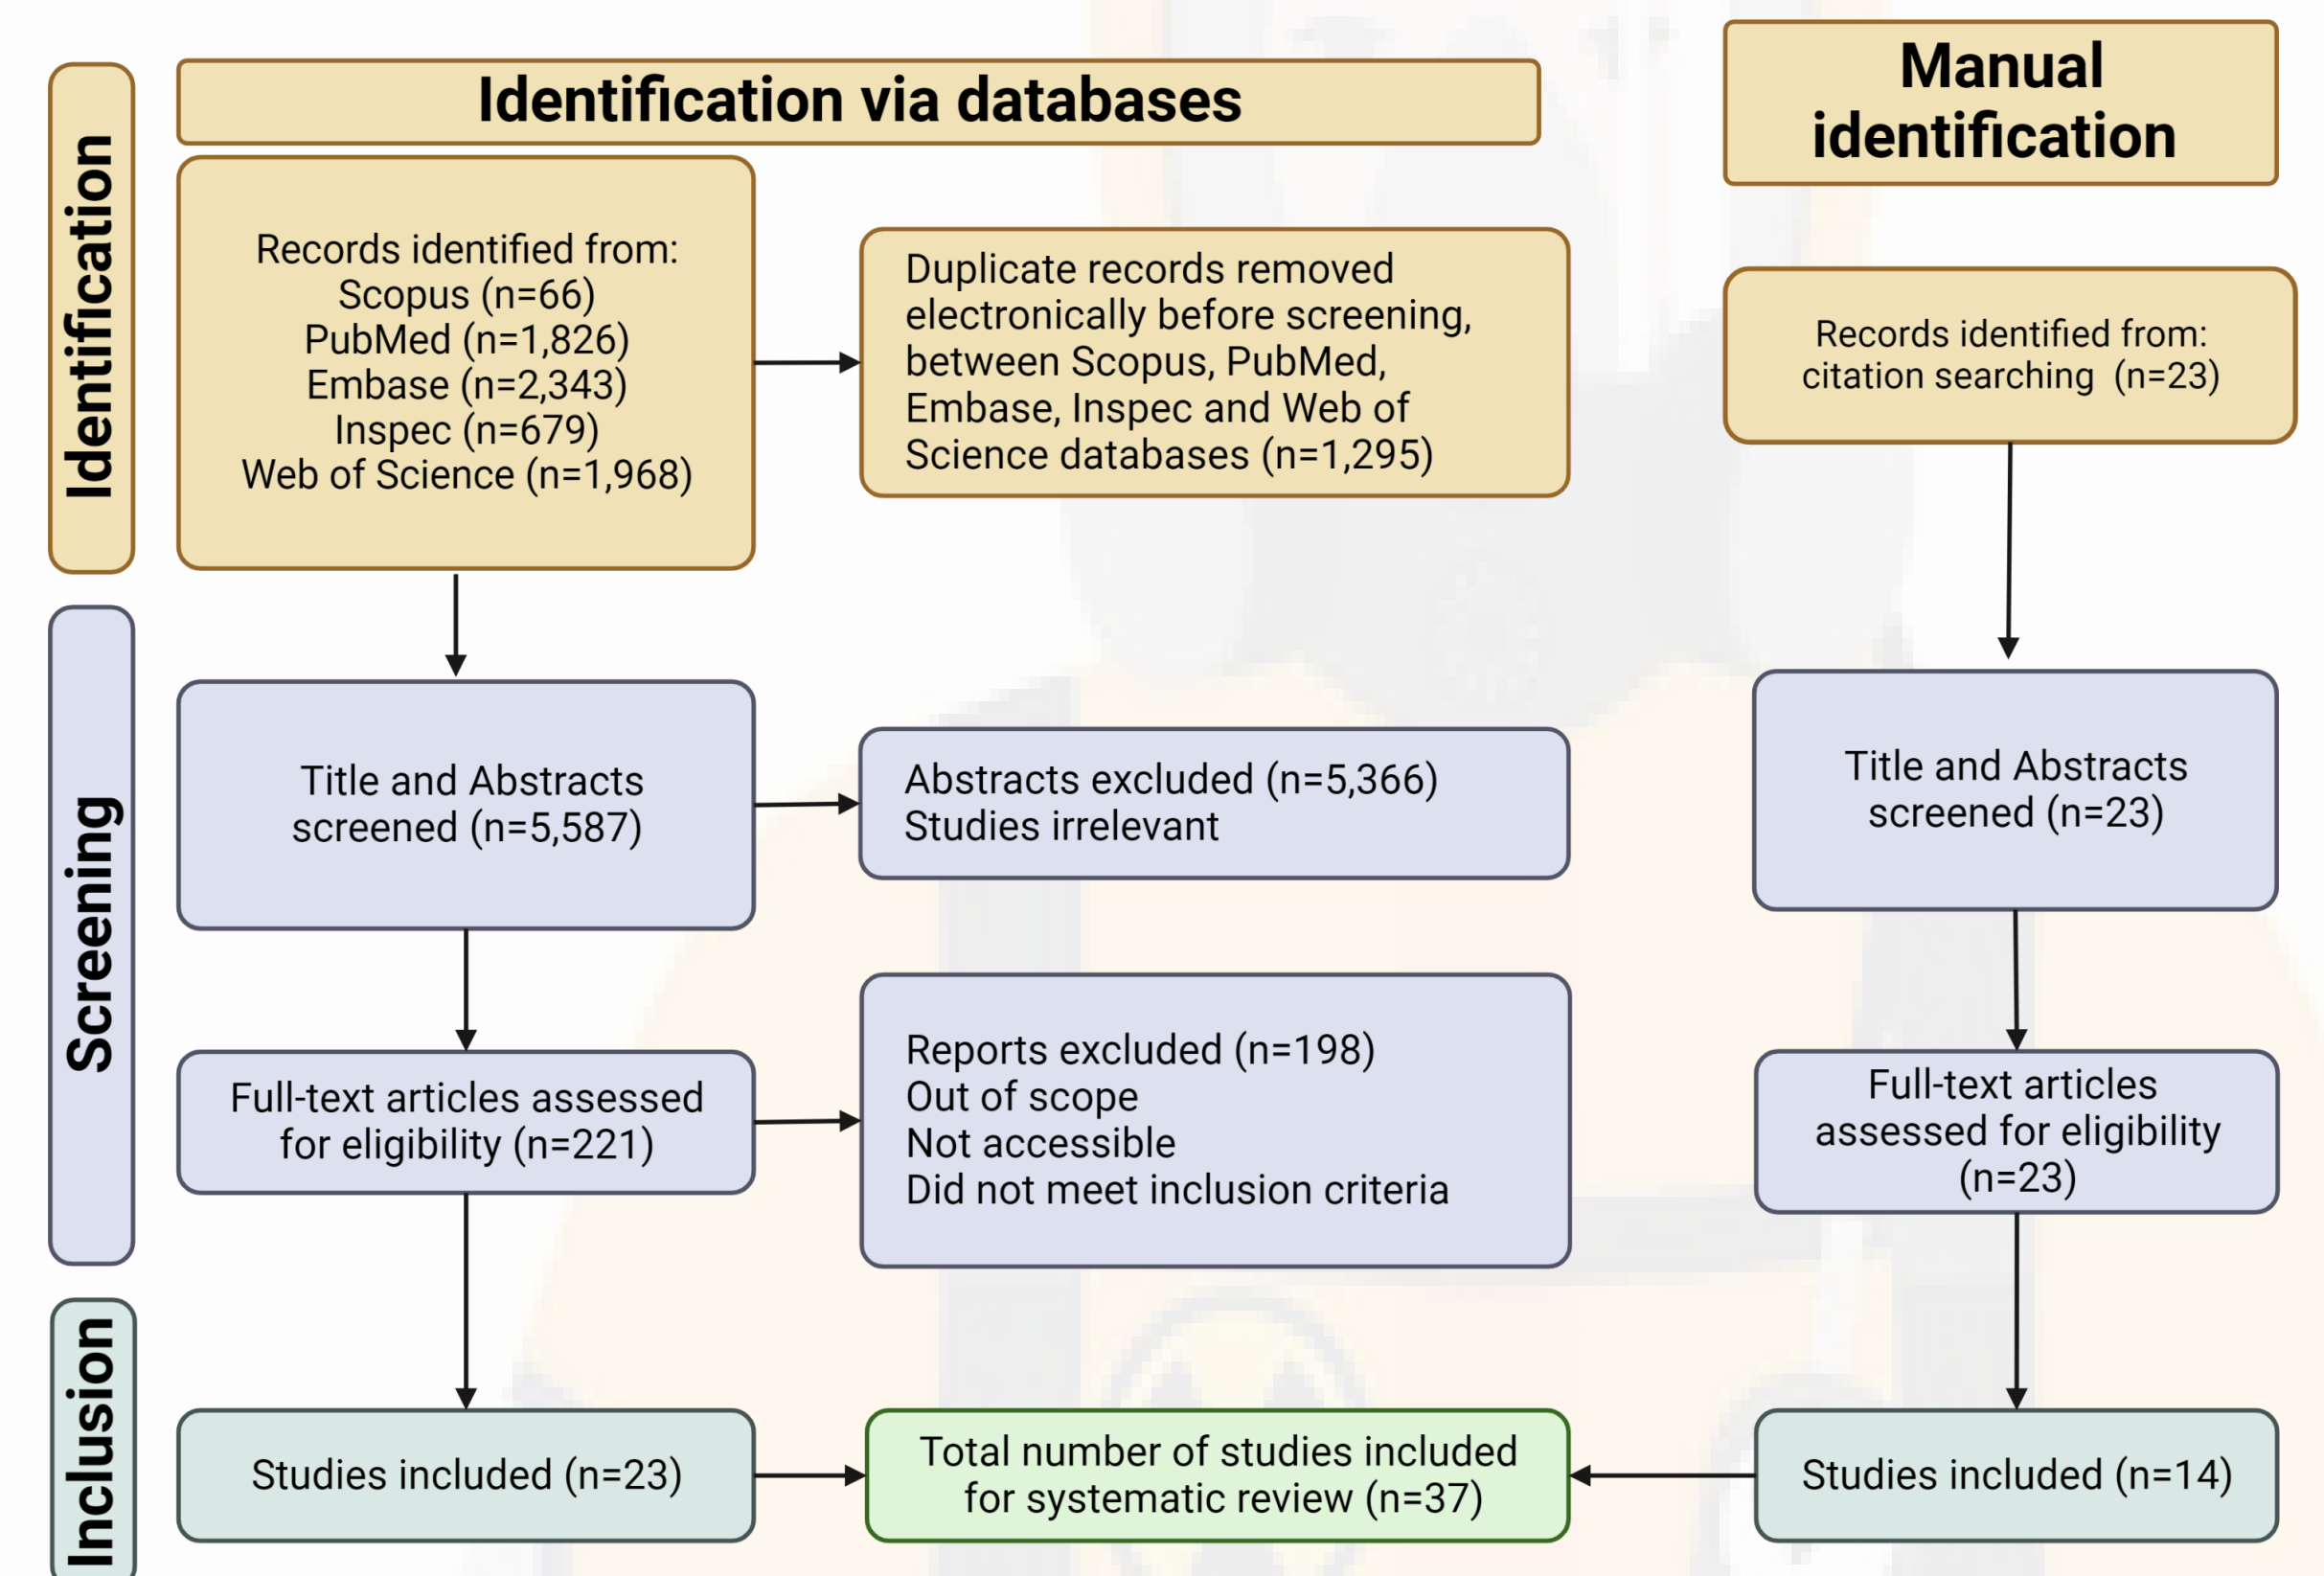 Identification via databases
Manual
identification
Identification
Records identified from:
Scopus (n=66)
PubMed (n=1,826)
Embase (n=2,343)
Inspec (n=679)
Web of Science (n=1,968)
Duplicate records removed
electronically before screening,
between Scopus, PubMed,
Embase, Inspec and Web of
Science databases (n=1,295)
Records identified from:
citation searching (n=23)
Screening
Title and Abstracts
screened (n=5,587)
Abstracts excluded (n=5,366)
Studies irrelevant
Title and Abstracts
screened (n=23)
Full-text articles assessed
for eligibility (n=221)
Reports excluded (n=198)
Out of scope
Not accessible
Did not meet inclusion criteria
Full-text articles
assessed for eligibility
(n=23)
Inclusion
Studies included (n=23)
Total number of studies included
for systematic review (n=37)
Studies included (n=14)